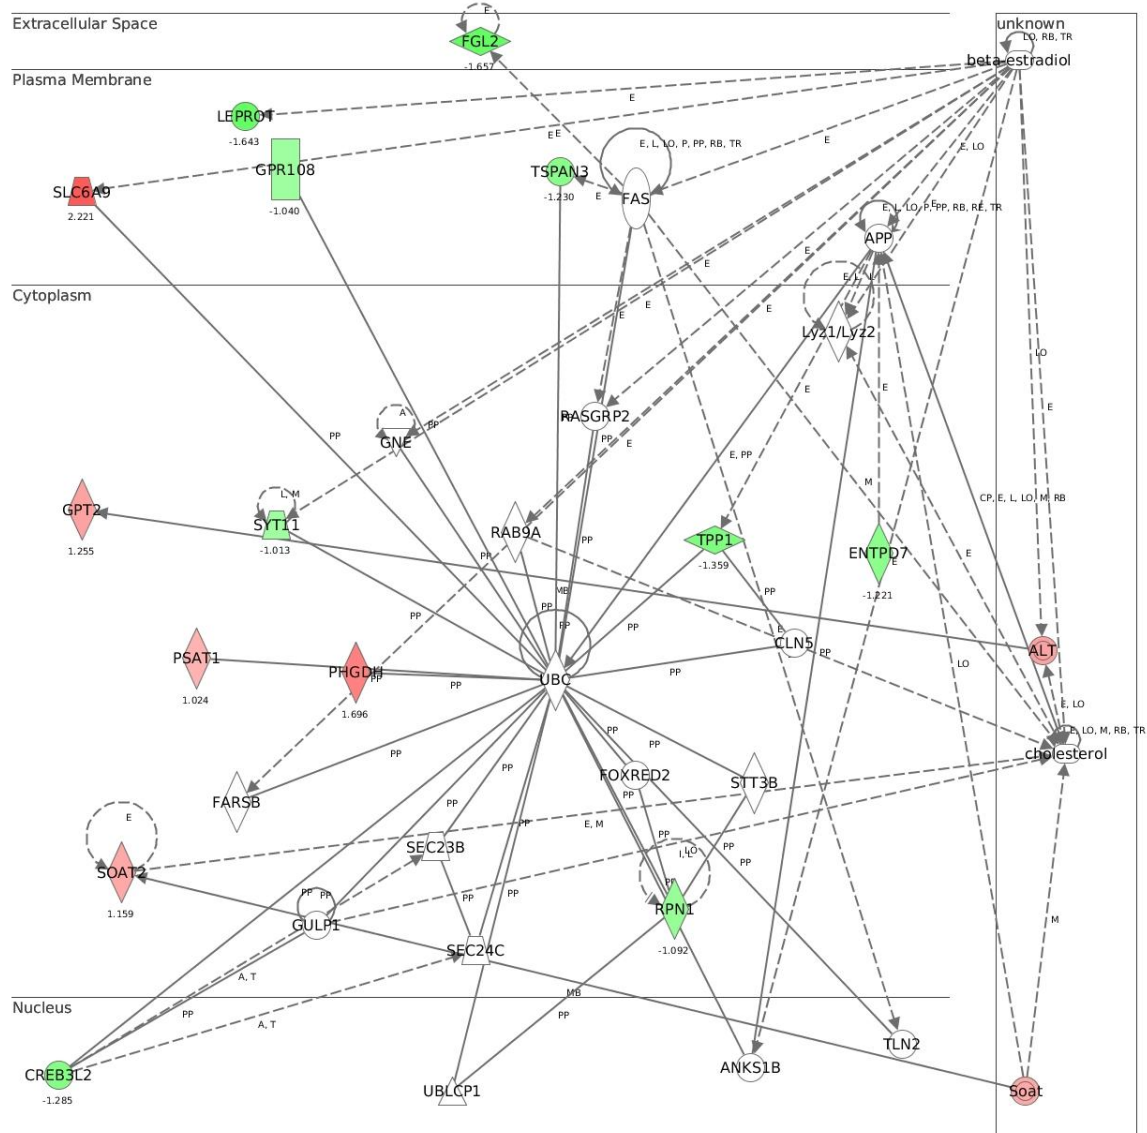 Extracellular Space
unknown
E
FGL2
-1.657
LO, RB, TR
beta-estradiol
Plasma Membrane
E
LEPROT
-1.643
E
E
E
E, L, LO, P, PP, RB, TR
E, LO
GPR108
-1.040
TSPAN3
-1.230
E
FAS
SLC6A9
2.221
E, L, LO, P, PP, RB, RE, TR
APP
E
E
E
Cytoplasm
E
E
E
Lyz1/Lyz2
LO
E
E
E
A
GNE
PP
PP
RASGRP2
PP
E
E
E, PP
M
CP, E, L, LO, M, RB
L, M
GPT2
1.255
SYT11
-1.013
RAB9A
PP
PP
TPP1
-1.359
ENTPD7
E
-1.221
E
MB
PP
PP
PP
PP
PP
E
CLN5
PP
ALT
PSAT1
1.024
PHGDH
PP
1.696
PP
UBC
PP
LO
E, LO
E, LO, M, RB, TR
cholesterol
PP
PP
PP
PP
FOXRED2
STT3B
FARSB
PP
PP
E
E, M
PP
PP
PP
PP
SEC23B
I, L
LO
SOAT2
1.159
PP
PP
PP
PP
PP
RPN1
-1.092
GULP1
M
SEC24C
A, T
MB
Nucleus
PP
PP
A, T
TLN2
CREB3L2
-1.285
ANKS1B
UBLCP1
Soat